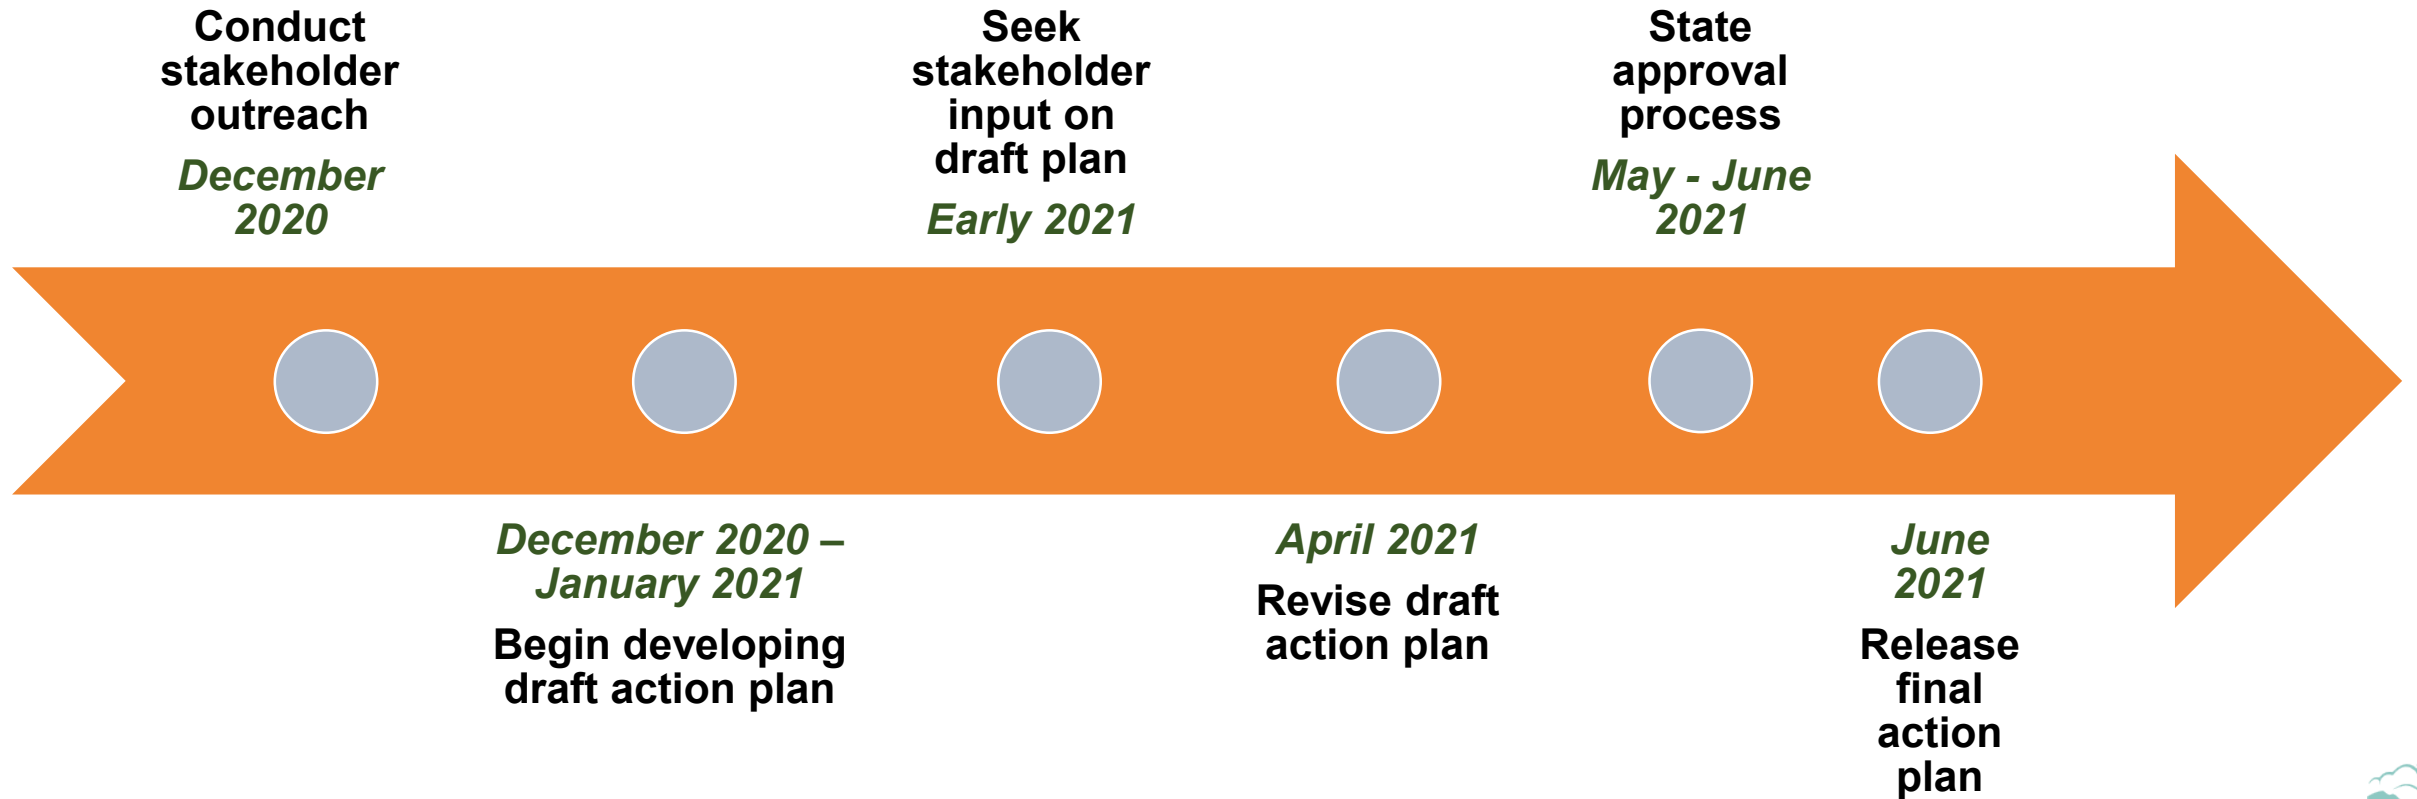 Conduct
stakeholder
outreach
December
2020
December 2020 –
January 2021
Begin developing
draft action plan
Seek
stakeholder
input on
draft plan
Early 2021
April 2021
Revise draft
action plan
State
approval
process
May - June
2021
June
2021
Release
final
action
plan